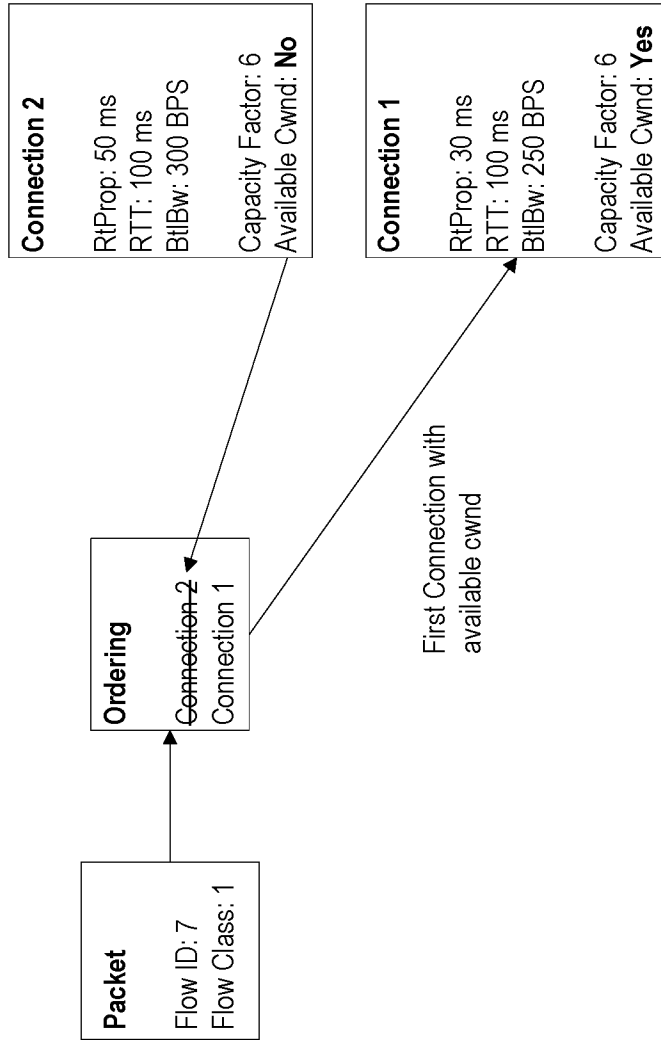 Packet
Flow ID: 7
Flow Class: 1
Ordering
Connection 2
Connection 1
First Connection with
available cwnd
Connection 2
RtProp: 50 ms
RTT: 100 ms
BtlBw: 300 BPS
Capacity Factor: 6
Available Cwnd: No
Connection 1
RtProp: 30 ms
RTT: 100 ms
BtlBw: 250 BPS
Capacity Factor: 6
Available Cwnd: Yes